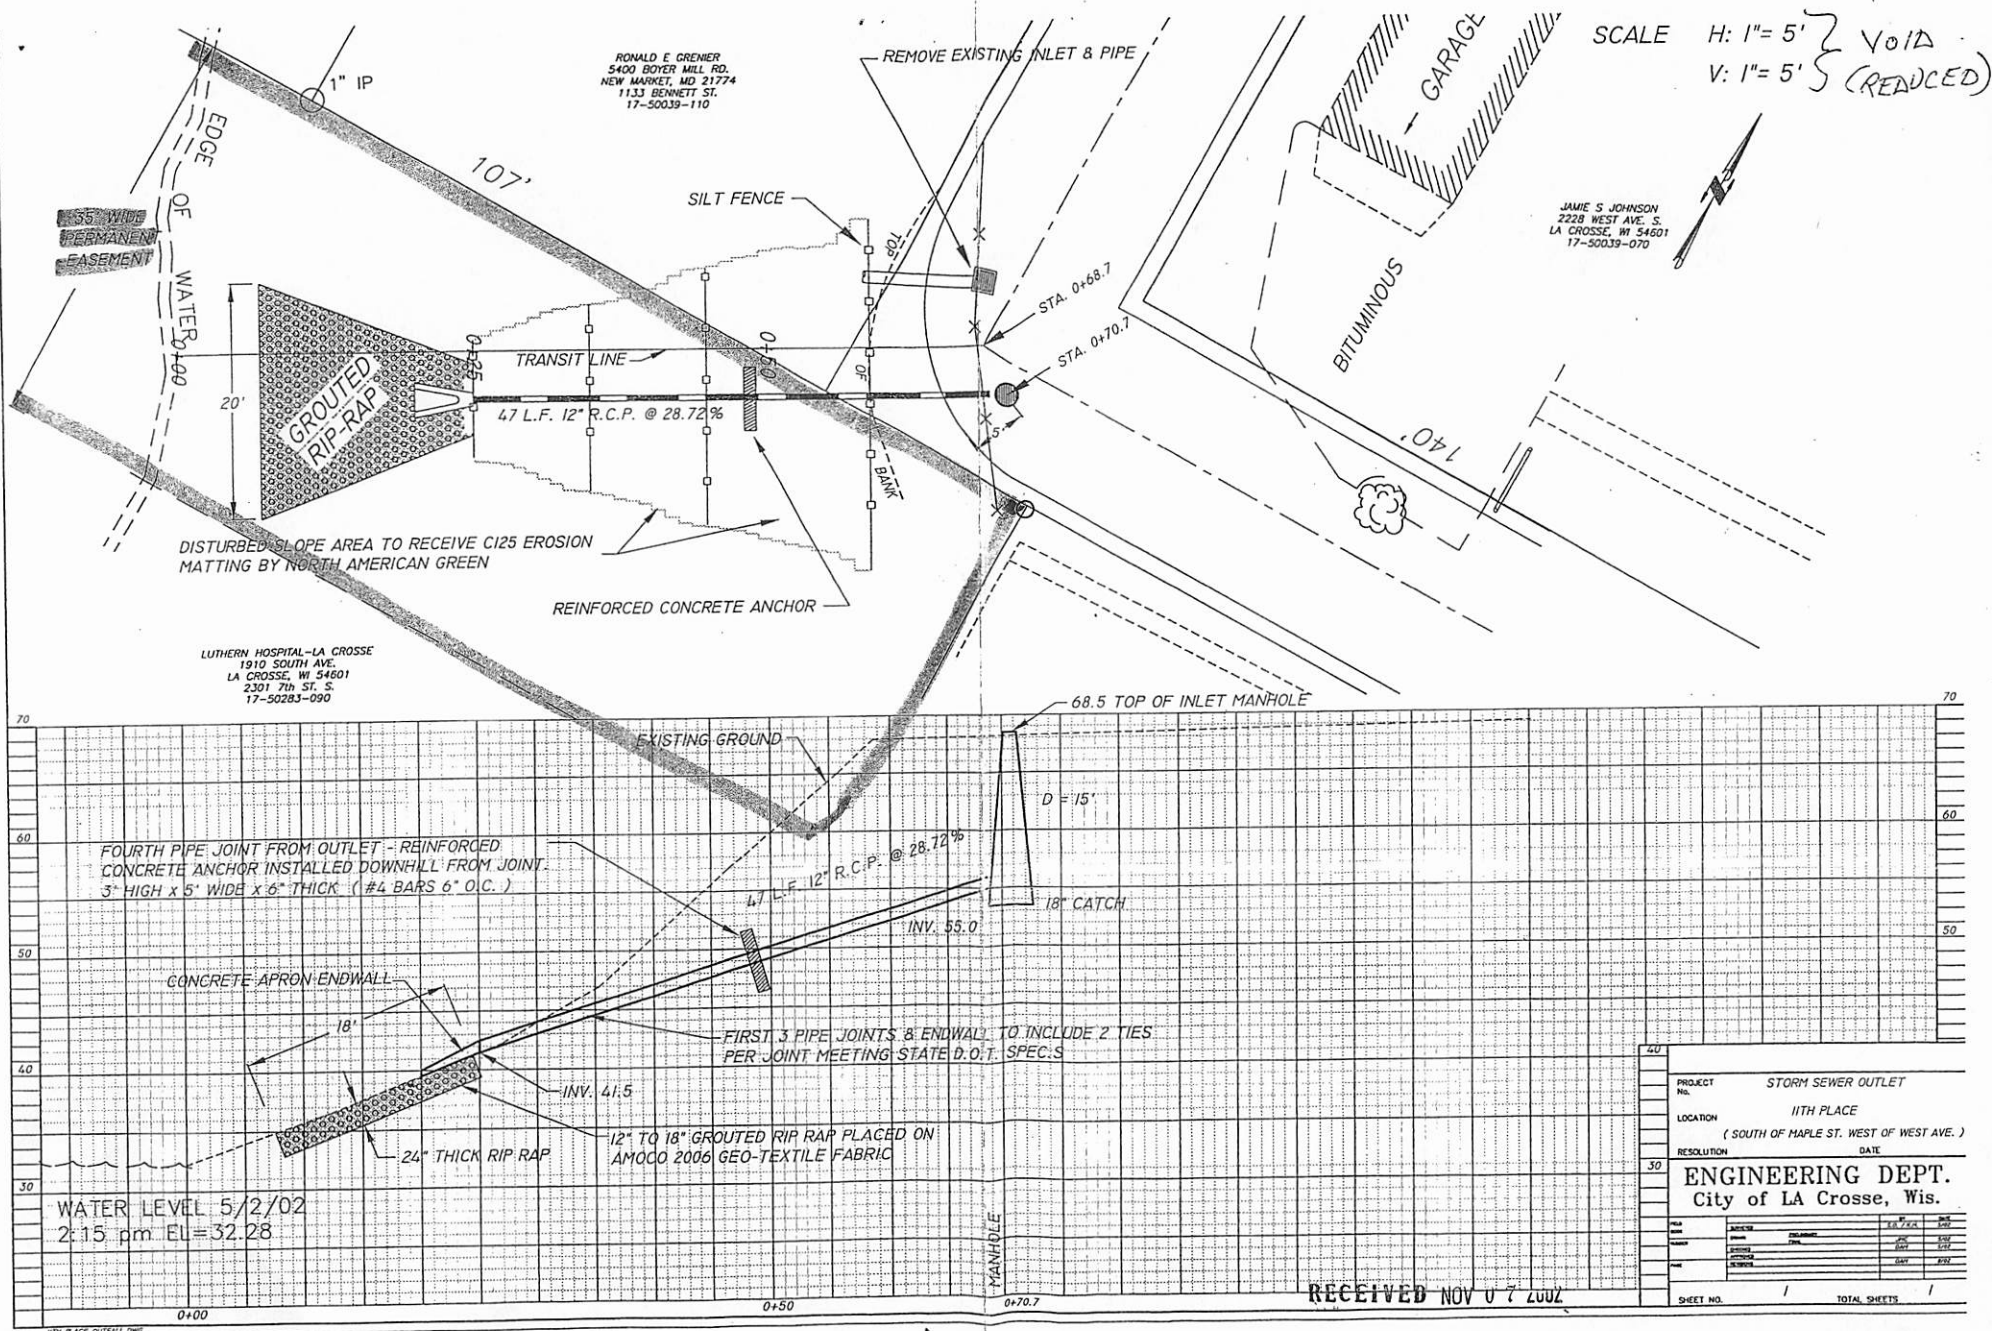 SCALE H: 1"= 5' VOID
V: 1"= 5' (REDUCED)
RONALD E GRENIER
5400 BOYER MILL RD.
NEW MARKET, MD 21774
1133 BENNETT ST.
17-50039-110
REMOVE EXISTING INLET & PIPE
GARAGE
1" IP
EDGE OF WATER
107'
35' WIDE
PERMANENT
EASEMENT
SILT FENCE
TOP OF BANK
JAMIE S JOHNSON
2228 WEST AVE. S.
LA CROSSE, WI 54601
17-50039-070
STA. 0+68.7
STA. 0+70.7
BITUMINOUS
0+00
0+25
0+50
TRANSIT LINE
20'
GROUTED
RIP-RAP
47 L.F. 12" R.C.P. @ 28.72%
5'
140'
DISTURBED SLOPE AREA TO RECEIVE C125 EROSION
MATTING BY NORTH AMERICAN GREEN
REINFORCED CONCRETE ANCHOR
LUTHERN HOSPITAL-LA CROSSE
1910 SOUTH AVE.
LA CROSSE, WI 54601
2301 7th ST. S.
17-50283-090
68.5 TOP OF INLET MANHOLE
70
70
EXISTING GROUND
D = 15'
60
60
FOURTH PIPE JOINT FROM OUTLET - REINFORCED
CONCRETE ANCHOR INSTALLED DOWNHILL FROM JOINT.
3' HIGH x 5' WIDE x 6" THICK ( #4 BARS 6" O.C. )
47 L.F. 12" R.C.P. @ 28.72%
18" CATCH
INV. 55.0
50
50
CONCRETE APRON ENDWALL
18'
FIRST 3 PIPE JOINTS & ENDWALL TO INCLUDE 2 TIES
PER JOINT MEETING STATE D.O.T. SPEC.S
40
40
INV. 41.5
12" TO 18" GROUTED RIP RAP PLACED ON
AMOCO 2006 GEO-TEXTILE FABRIC
24" THICK RIP RAP
30
30
WATER LEVEL 5/2/02
2:15 pm EL=32.28
MANHOLE
0+00
0+50
0+70.7
RECEIVED NOV 07 2002
PROJECT No. STORM SEWER OUTLET
LOCATION 11TH PLACE
( SOUTH OF MAPLE ST. WEST OF WEST AVE. )
RESOLUTION DATE
ENGINEERING DEPT.
City of LA Crosse, Wis.
SHEET NO. 1 TOTAL SHEETS 1